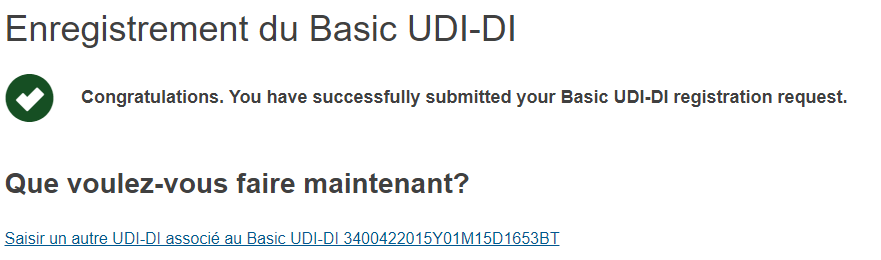 Enregistrement du Basic UDI-DI
Congratulations. You have successfully submitted your Basic UDI-DI registration request.
Que voulez-vous faire maintenant?
Saisir un autre UDI-DI associé au Basic UDI-DI 3400422015Y01M15D1653BT